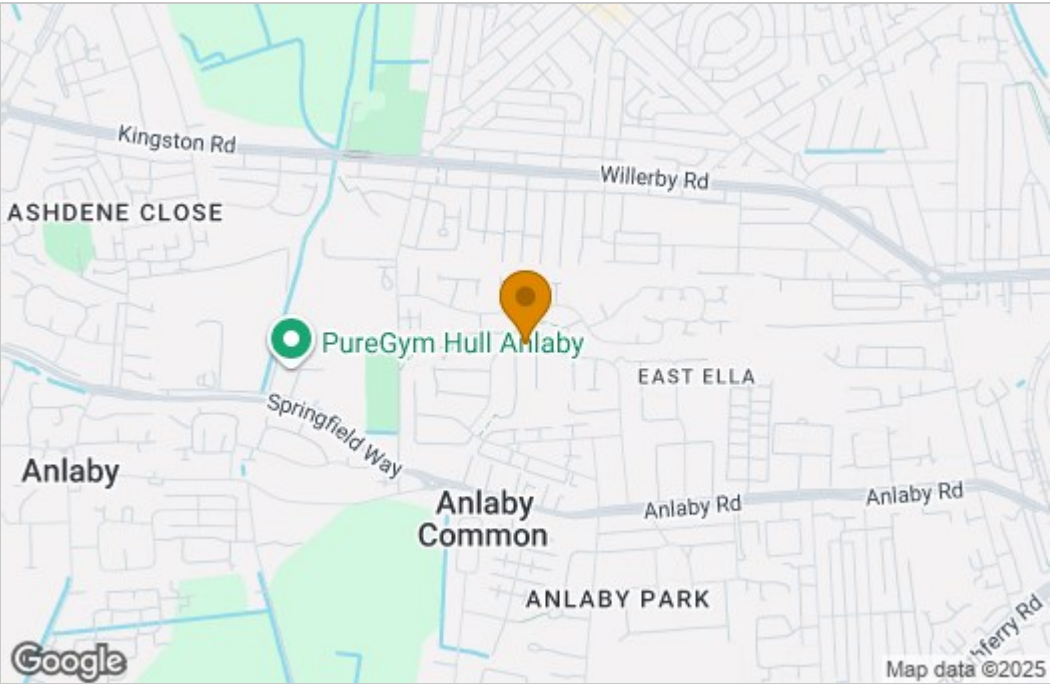 Kingston Rd
Willerby Rd
ASHDENE CLOSE
PureGym Hull Anlaby
EAST ELLA
Springfield Way
Anlaby
Anlaby
Common
Anlaby Rd
Anlaby Rd
ANLABY PARK
Rd
Google
Map data ©2025